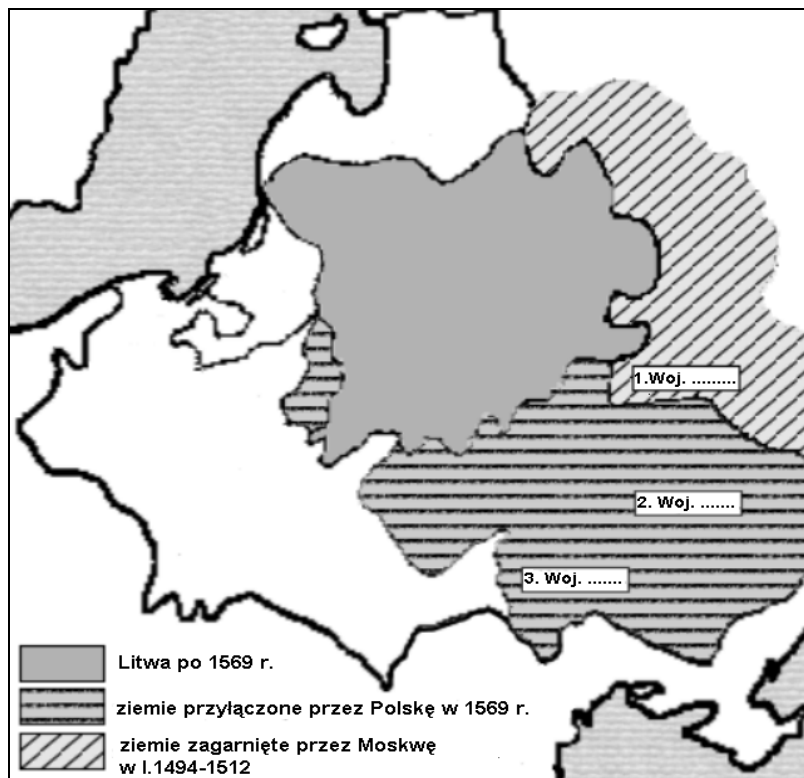 1.Woj. .........
2. Woj. .......
3. Woj. .......
Litwa po 1569 r.
ziemie przyłączone przez Polskę w 1569 r.
ziemie zagarnięte przez Moskwę
w l.1494-1512